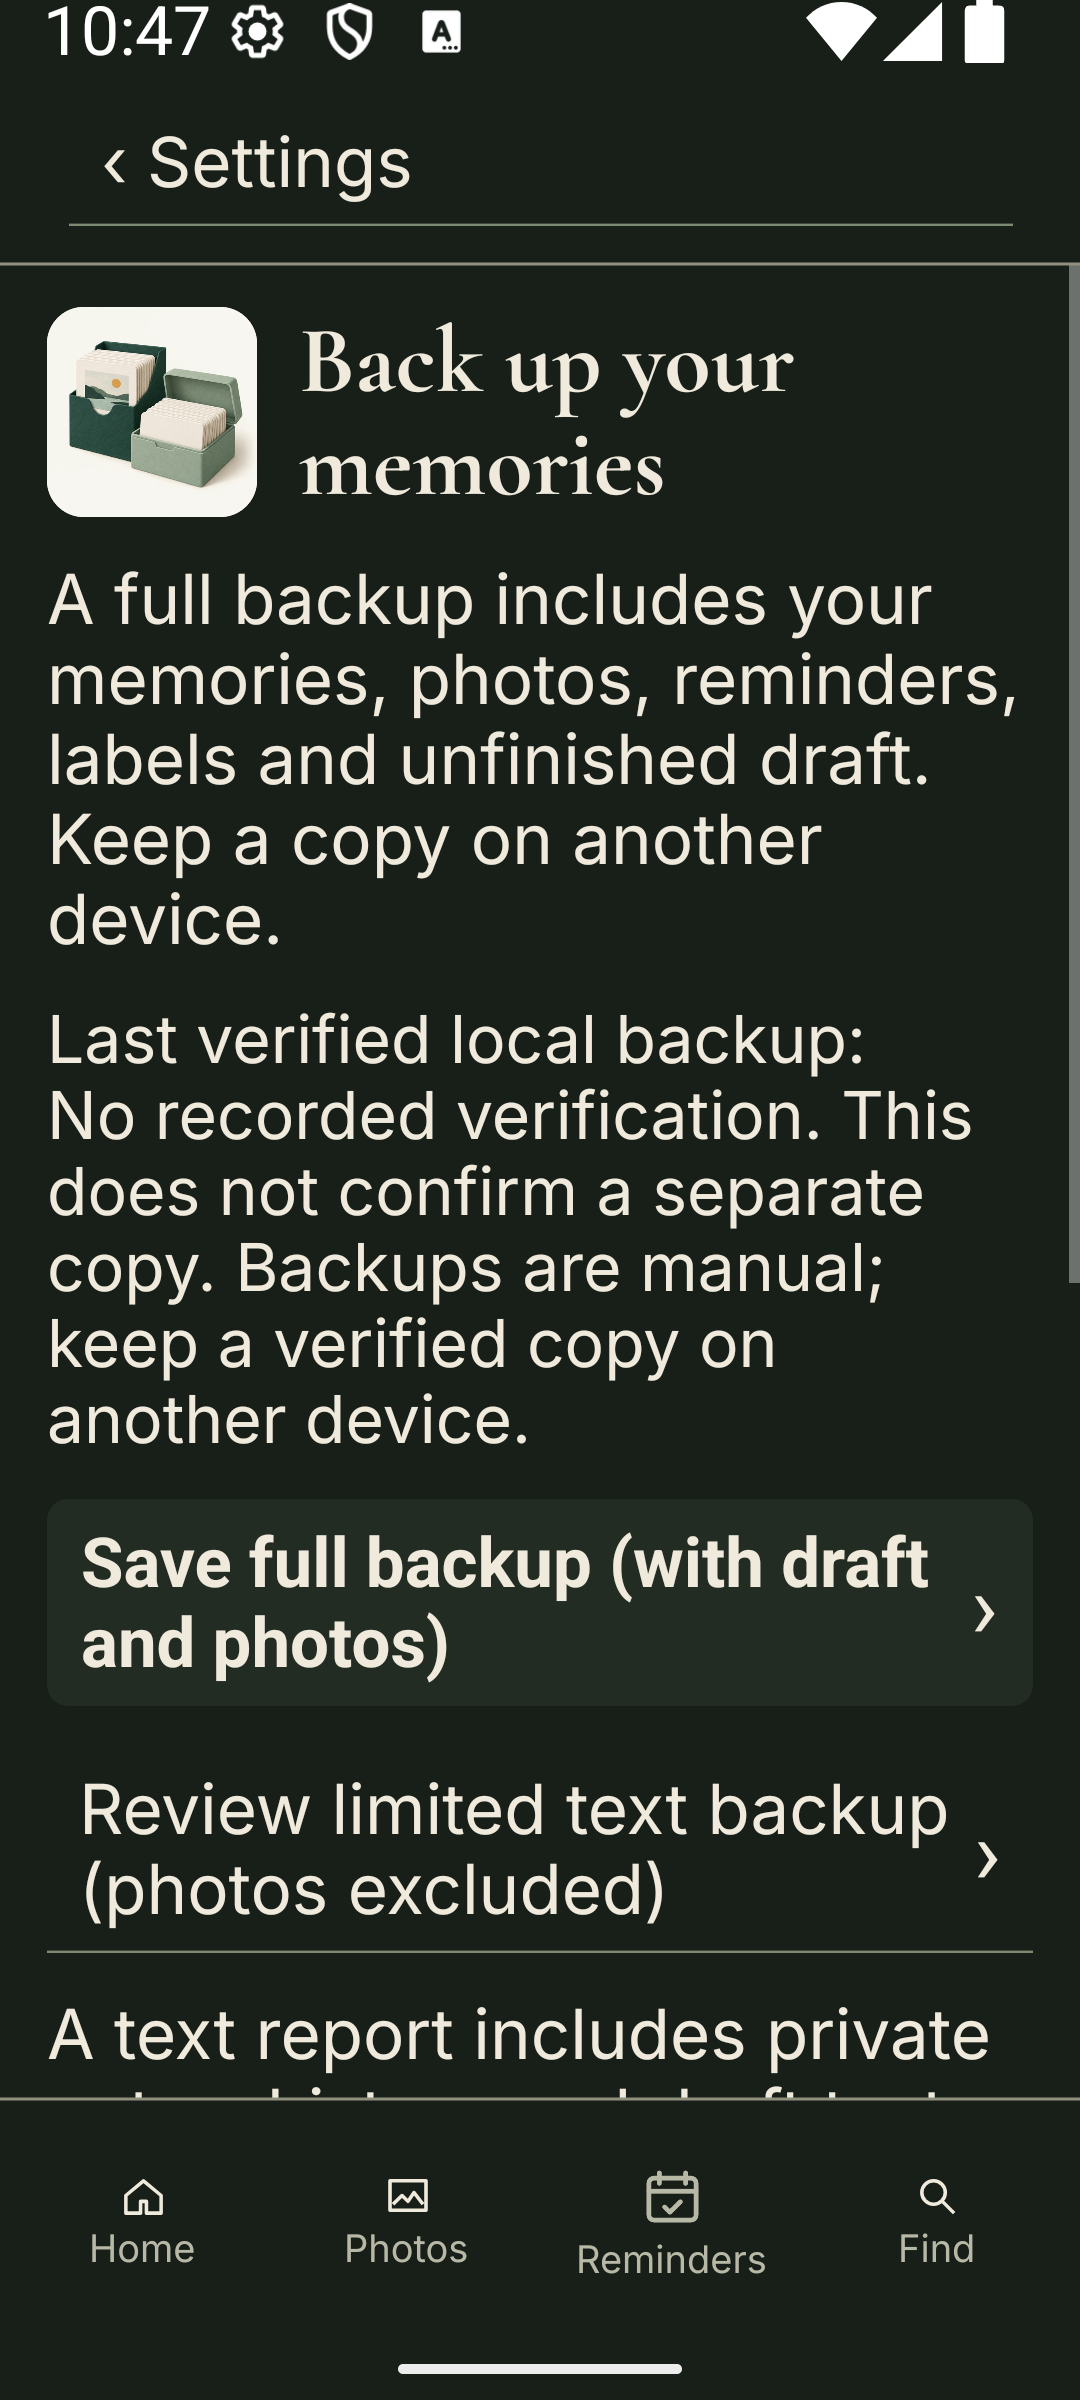 10:47
‹ Settings
Back up your
memories
A full backup includes your
memories, photos, reminders,
labels and unfinished draft.
Keep a copy on another
device.
Last verified local backup:
No recorded verification. This
does not confirm a separate
copy. Backups are manual;
keep a verified copy on
another device.
Save full backup (with draft
and photos)
Review limited text backup
(photos excluded)
A text report includes private
Home
Photos
Reminders
Find